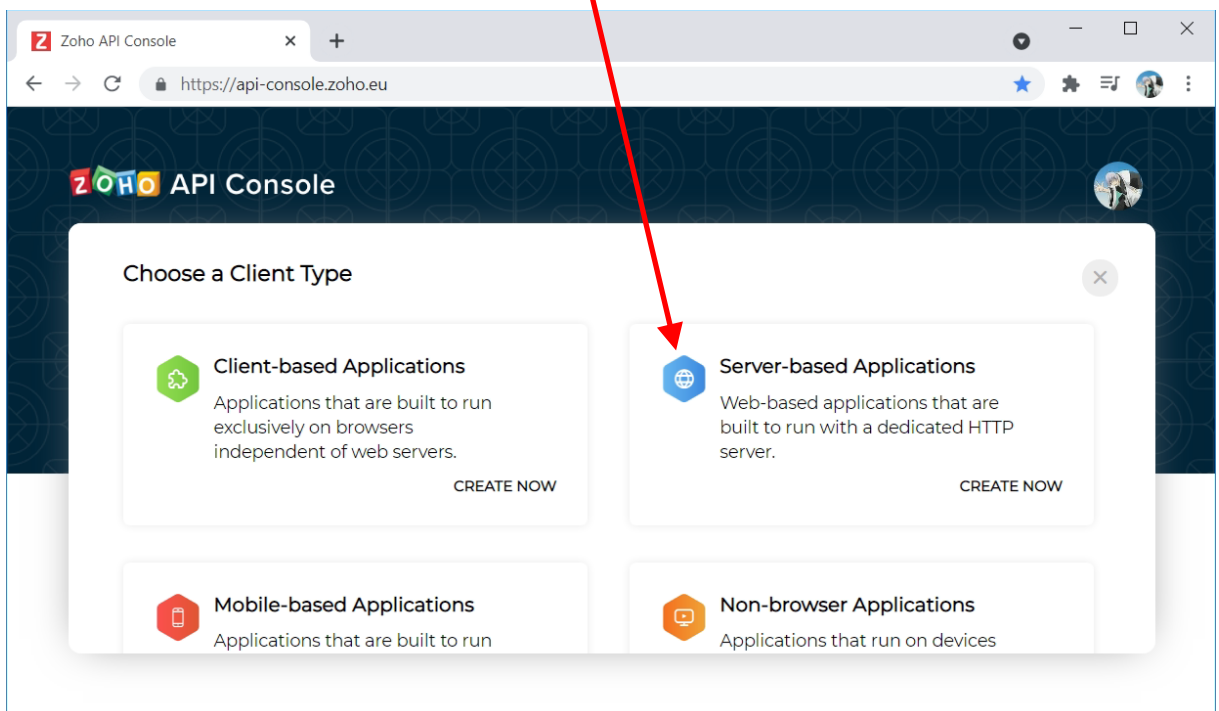 Zoho API Console
https://api-console.zoho.eu
ZOHO API Console
Choose a Client Type
Client-based Applications
Applications that are built to run
exclusively on browsers
independent of web servers.
CREATE NOW
Server-based Applications
Web-based applications that are
built to run with a dedicated HTTP
server.
CREATE NOW
Mobile-based Applications
Applications that are built to run
Non-browser Applications
Applications that run on devices